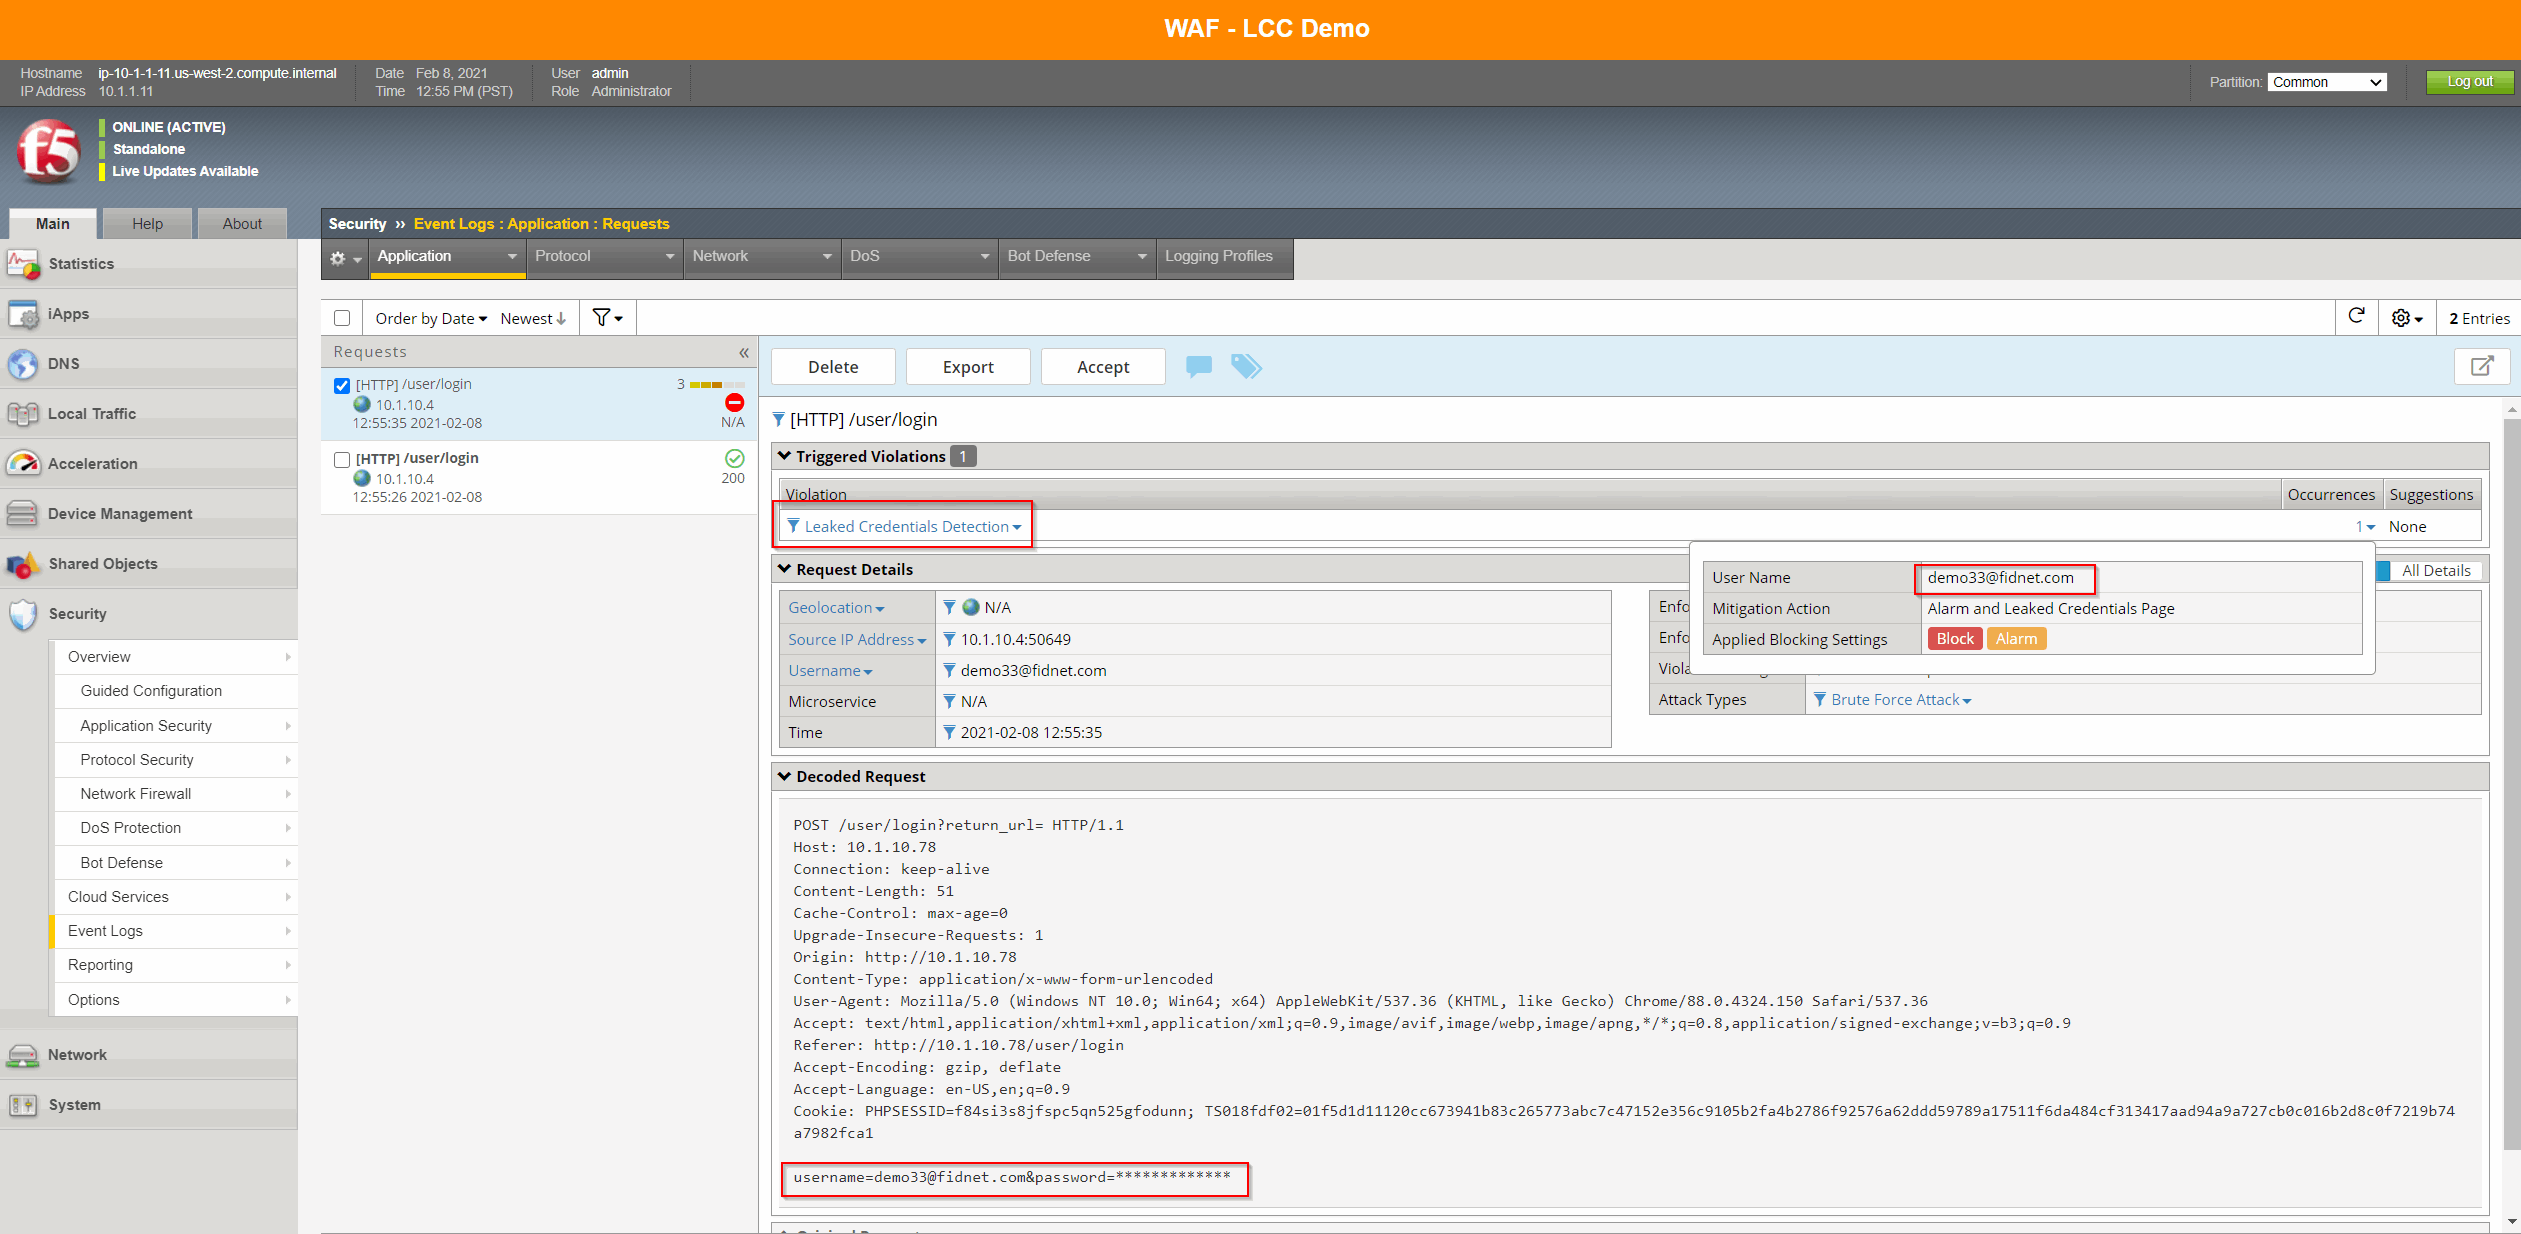 WAF - LCC Demo
Hostname ip-10-1-1-11.us-west-2.compute.internal Date Feb 8, 2021 User admin
IP Address 10.1.1.11 Time 12:55 PM (PST) Role Administrator
Partition: Common Log out
f5
ONLINE (ACTIVE)
Standalone
Live Updates Available
Main Help About
Security ›› Event Logs : Application : Requests
Application Protocol Network DoS Bot Defense Logging Profiles
Statistics
iApps
DNS
Local Traffic
Acceleration
Device Management
Shared Objects
Security
Overview
Guided Configuration
Application Security
Protocol Security
Network Firewall
DoS Protection
Bot Defense
Cloud Services
Event Logs
Reporting
Options
Network
System
Order by Date Newest 2 Entries
Requests «
[HTTP] /user/login 3
10.1.10.4
12:55:35 2021-02-08 N/A
[HTTP] /user/login
10.1.10.4 200
12:55:26 2021-02-08
Delete Export Accept
[HTTP] /user/login
Triggered Violations 1
Violation Occurrences Suggestions
Leaked Credentials Detection 1 None
Request Details All Details
Geolocation N/A
Source IP Address 10.1.10.4:50649
Username demo33@fidnet.com
Microservice N/A
Time 2021-02-08 12:55:35
User Name demo33@fidnet.com
Mitigation Action Alarm and Leaked Credentials Page
Applied Blocking Settings Block Alarm
Attack Types Brute Force Attack
Decoded Request
POST /user/login?return_url= HTTP/1.1
Host: 10.1.10.78
Connection: keep-alive
Content-Length: 51
Cache-Control: max-age=0
Upgrade-Insecure-Requests: 1
Origin: http://10.1.10.78
Content-Type: application/x-www-form-urlencoded
User-Agent: Mozilla/5.0 (Windows NT 10.0; Win64; x64) AppleWebKit/537.36 (KHTML, like Gecko) Chrome/88.0.4324.150 Safari/537.36
Accept: text/html,application/xhtml+xml,application/xml;q=0.9,image/avif,image/webp,image/apng,*/*;q=0.8,application/signed-exchange;v=b3;q=0.9
Referer: http://10.1.10.78/user/login
Accept-Encoding: gzip, deflate
Accept-Language: en-US,en;q=0.9
Cookie: PHPSESSID=f84si3s8jfspc5qn525gfodunn; TS018fdf02=01f5d1d11120cc673941b83c265773abc7c47152e356c9105b2fa4b2786f92576a62ddd59789a17511f6da484cf313417aad94a9a727cb0c016b2d8c0f7219b74
a7982fca1
username=demo33@fidnet.com&password=*************